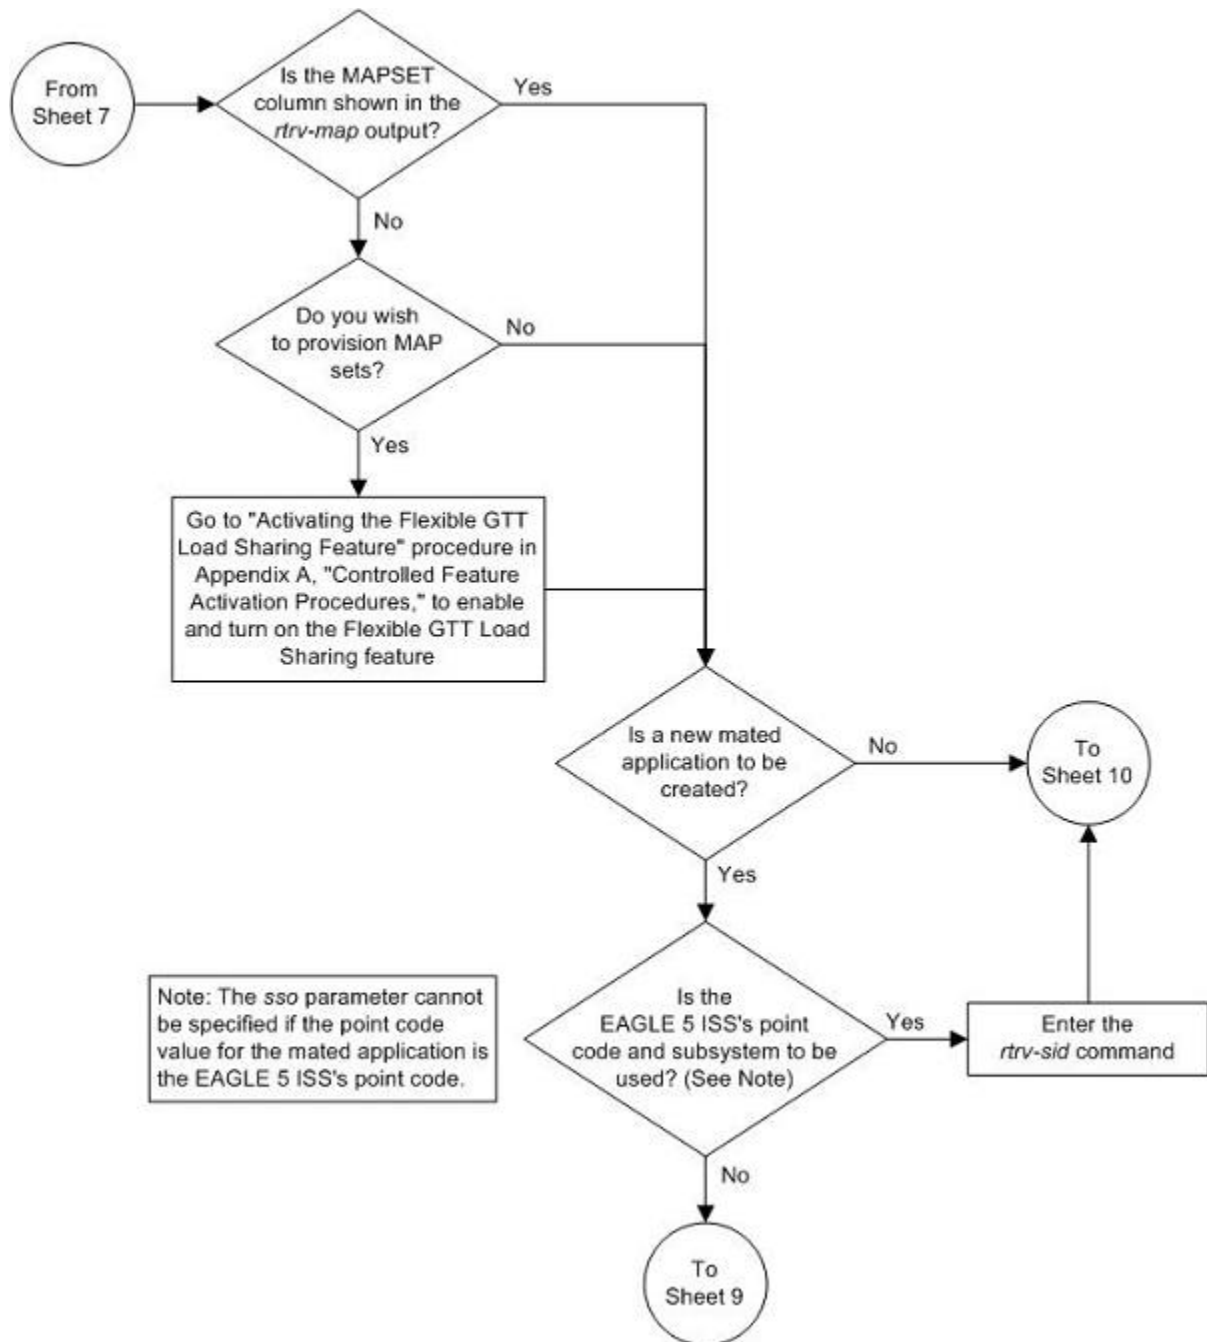 From
Sheet 7
Is the MAPSET
column shown in the
rtrv-map output?
Yes
No
Do you wish
to provision MAP
sets?
No
Yes
Go to "Activating the Flexible GTT
Load Sharing Feature" procedure in
Appendix A, "Controlled Feature
Activation Procedures," to enable
and turn on the Flexible GTT Load
Sharing feature
Is a new mated
application to be
created?
No
To
Sheet 10
Yes
Note: The sso parameter cannot
be specified if the point code
value for the mated application is
the EAGLE 5 ISS's point code.
Is the
EAGLE 5 ISS's point
code and subsystem to be
used? (See Note)
Yes
Enter the
rtrv-sid command
No
To
Sheet 9